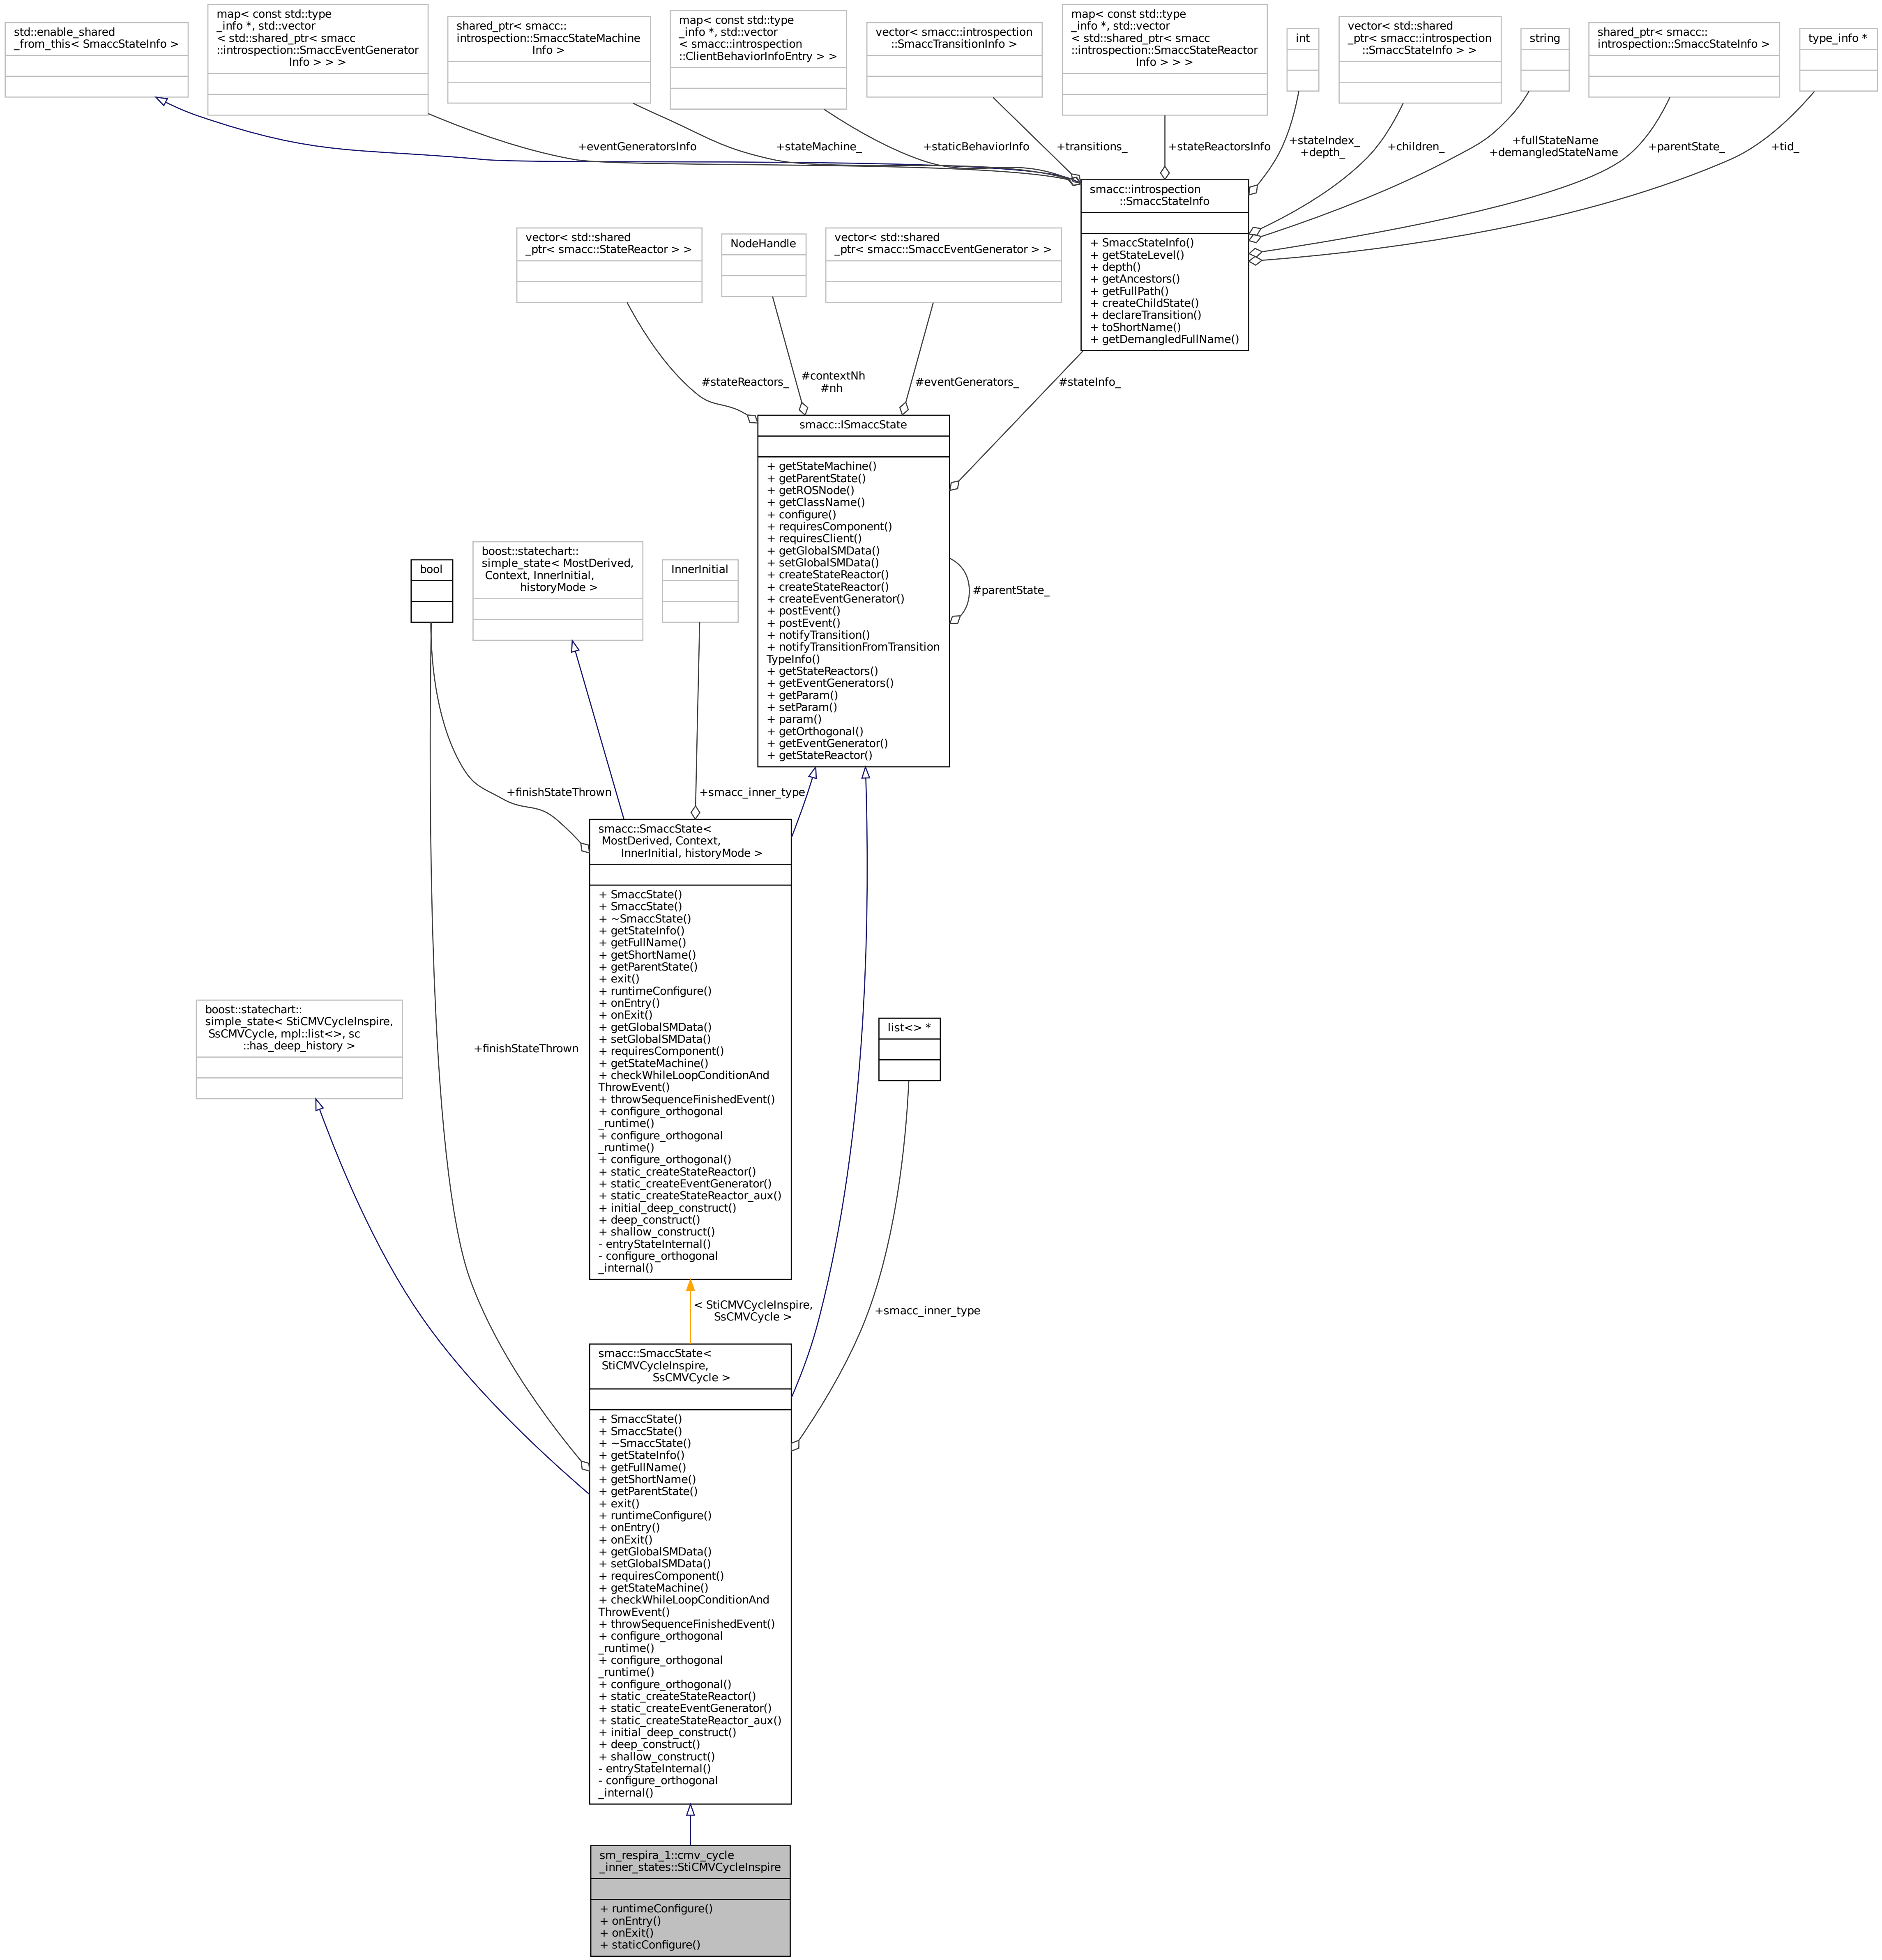 std::enable_shared
_from_this< SmaccStateInfo >
map< const std::type
_info *, std::vector
< std::shared_ptr< smacc
::introspection::SmaccEventGenerator
Info > > >
shared_ptr< smacc::
introspection::SmaccStateMachine
Info >
map< const std::type
_info *, std::vector
< smacc::introspection
::ClientBehaviorInfoEntry > >
vector< smacc::introspection
::SmaccTransitionInfo >
map< const std::type
_info *, std::vector
< std::shared_ptr< smacc
::introspection::SmaccStateReactor
Info > > >
int
vector< std::shared
_ptr< smacc::introspection
::SmaccStateInfo > >
string
shared_ptr< smacc::
introspection::SmaccStateInfo >
type_info *
+eventGeneratorsInfo
+stateMachine_
+staticBehaviorInfo
+transitions_
+stateReactorsInfo
+stateIndex_
+depth_
+children_
+fullStateName
+demangledStateName
+parentState_
+tid_
smacc::introspection
::SmaccStateInfo
+ SmaccStateInfo()
+ getStateLevel()
+ depth()
+ getAncestors()
+ getFullPath()
+ createChildState()
+ declareTransition()
+ toShortName()
+ getDemangledFullName()
vector< std::shared
_ptr< smacc::StateReactor > >
NodeHandle
vector< std::shared
_ptr< smacc::SmaccEventGenerator > >
#stateReactors_
#contextNh
#nh
#eventGenerators_
#stateInfo_
smacc::ISmaccState
+ getStateMachine()
+ getParentState()
+ getROSNode()
+ getClassName()
+ configure()
+ requiresComponent()
+ requiresClient()
+ getGlobalSMData()
+ setGlobalSMData()
+ createStateReactor()
+ createStateReactor()
+ createEventGenerator()
+ postEvent()
+ postEvent()
+ notifyTransition()
+ notifyTransitionFromTransition
TypeInfo()
+ getStateReactors()
+ getEventGenerators()
+ getParam()
+ setParam()
+ param()
+ getOrthogonal()
+ getEventGenerator()
+ getStateReactor()
#parentState_
bool
boost::statechart::
simple_state< MostDerived,
Context, InnerInitial,
historyMode >
InnerInitial
+finishStateThrown
+smacc_inner_type
smacc::SmaccState<
MostDerived, Context,
InnerInitial, historyMode >
+ SmaccState()
+ SmaccState()
+ ~SmaccState()
+ getStateInfo()
+ getFullName()
+ getShortName()
+ getParentState()
+ exit()
+ runtimeConfigure()
+ onEntry()
+ onExit()
+ getGlobalSMData()
+ setGlobalSMData()
+ requiresComponent()
+ getStateMachine()
+ checkWhileLoopConditionAnd
ThrowEvent()
+ throwSequenceFinishedEvent()
+ configure_orthogonal
_runtime()
+ configure_orthogonal
_runtime()
+ configure_orthogonal()
+ static_createStateReactor()
+ static_createEventGenerator()
+ static_createStateReactor_aux()
+ initial_deep_construct()
+ deep_construct()
+ shallow_construct()
- entryStateInternal()
- configure_orthogonal
_internal()
boost::statechart::
simple_state< StiCMVCycleInspire,
SsCMVCycle, mpl::list<>, sc
::has_deep_history >
+finishStateThrown
list<> *
< StiCMVCycleInspire,
SsCMVCycle >
+smacc_inner_type
smacc::SmaccState<
StiCMVCycleInspire,
SsCMVCycle >
+ SmaccState()
+ SmaccState()
+ ~SmaccState()
+ getStateInfo()
+ getFullName()
+ getShortName()
+ getParentState()
+ exit()
+ runtimeConfigure()
+ onEntry()
+ onExit()
+ getGlobalSMData()
+ setGlobalSMData()
+ requiresComponent()
+ getStateMachine()
+ checkWhileLoopConditionAnd
ThrowEvent()
+ throwSequenceFinishedEvent()
+ configure_orthogonal
_runtime()
+ configure_orthogonal
_runtime()
+ configure_orthogonal()
+ static_createStateReactor()
+ static_createEventGenerator()
+ static_createStateReactor_aux()
+ initial_deep_construct()
+ deep_construct()
+ shallow_construct()
- entryStateInternal()
- configure_orthogonal
_internal()
sm_respira_1::cmv_cycle
_inner_states::StiCMVCycleInspire
+ runtimeConfigure()
+ onEntry()
+ onExit()
+ staticConfigure()